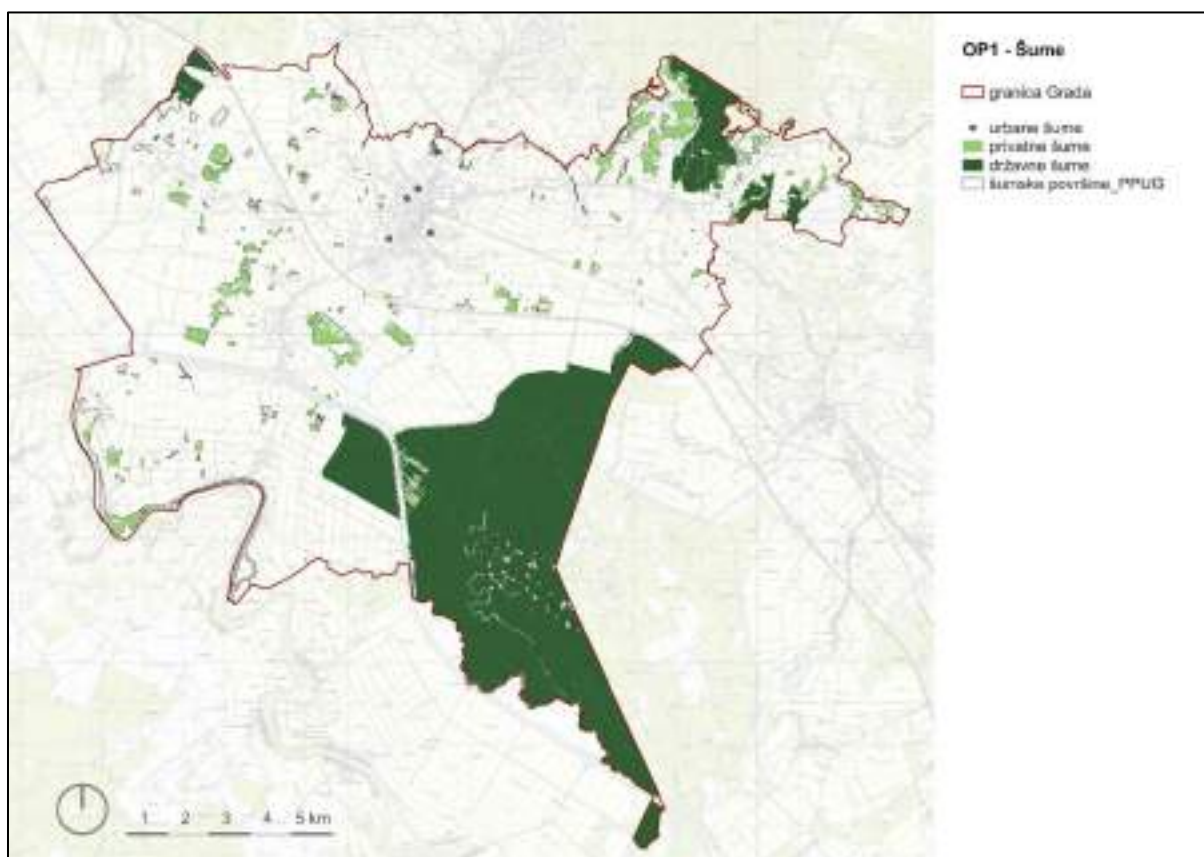 OP1 - Šume
granica Grada
urbane šume
privatne šume
državne šume
šumske površine_PPUG
1 2 3 4 5 km